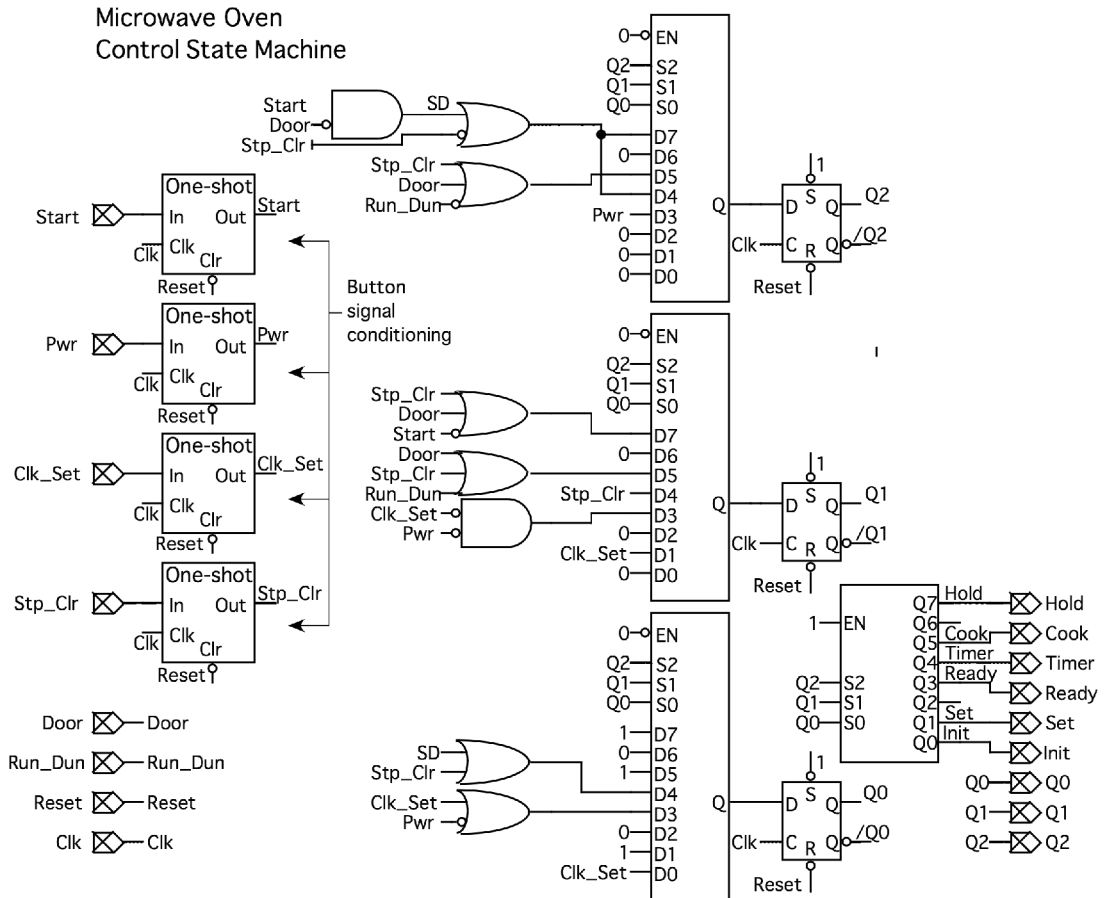 Microwave Oven
Control State Machine
0 EN
Q2 S2
Q1 S1
Q0 S0
Start
Door
Stp_Clr
SD
D7
0 D6
Stp_Clr
Door
Run_Dun
D5
D4
Pwr D3
0 D2
0 D1
0 D0
Q
1
D S Q Q2
Clk C R Q /Q2
Reset
One-shot
Start In Out Start
Clk Clk
Clr
Reset
Button
signal
conditioning
One-shot
Pwr In Out Pwr
Clk Clk
Clr
Reset
One-shot
Clk_Set In Out Clk_Set
Clk Clk
Clr
Reset
One-shot
Stp_Clr In Out Stp_Clr
Clk Clk
Clr
Reset
0 EN
Q2 S2
Q1 S1
Q0 S0
Stp_Clr
Door
Start
D7
0 D6
Door
Stp_Clr
Run_Dun
D5
Stp_Clr D4
Clk_Set
Pwr
D3
0 D2
Clk_Set D1
0 D0
Q
1
D S Q Q1
Clk C R Q /Q1
Reset
0 EN
Q2 S2
Q1 S1
Q0 S0
1 D7
0 D6
1 D5
SD
Stp_Clr
D4
Clk_Set
Pwr
D3
0 D2
1 D1
Clk_Set D0
Q
1
D S Q Q0
Clk C R Q /Q0
Reset
1 EN
Q2 S2
Q1 S1
Q0 S0
Q7 Hold Hold
Q6
Q5 Cook Cook
Q4 Timer Timer
Q3 Ready Ready
Q2
Q1 Set Set
Q0 Init Init
Q0 Q0
Q1 Q1
Q2 Q2
Door Door
Run_Dun Run_Dun
Reset Reset
Clk Clk